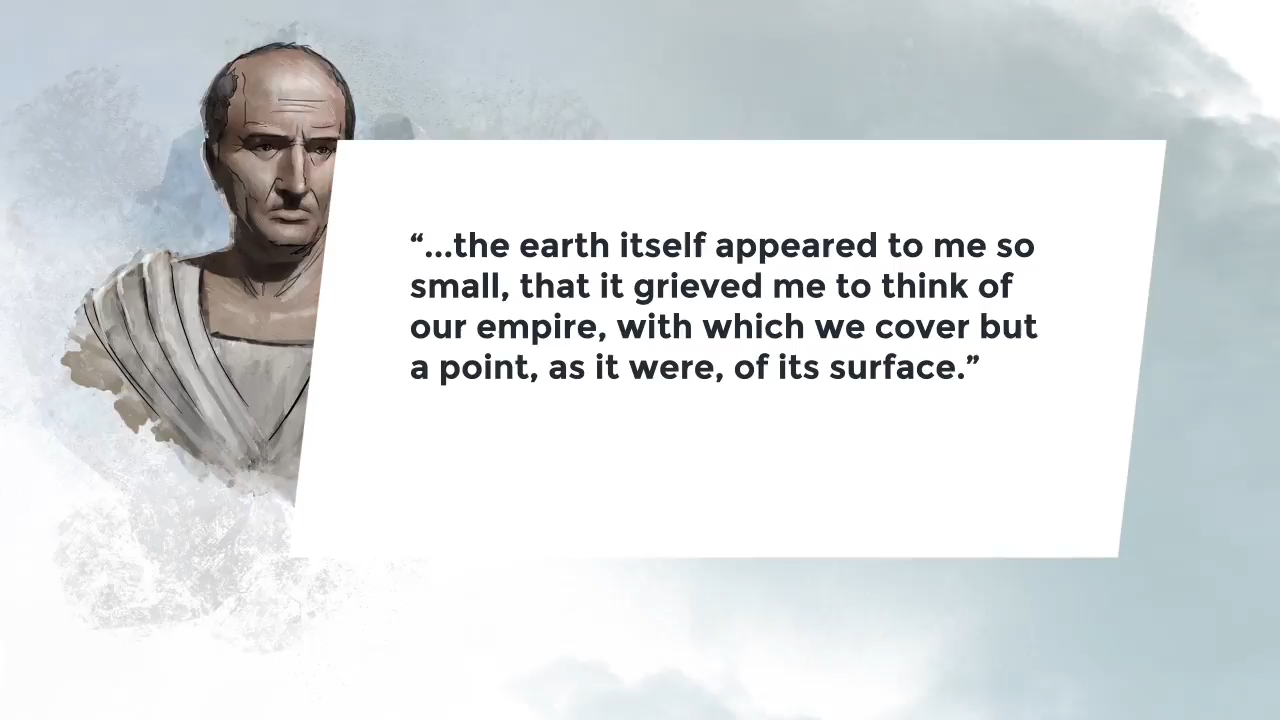 “...the earth itself appeared to me so
small, that it grieved me to think of
our empire, with which we cover but
a point, as it were, of its surface.”